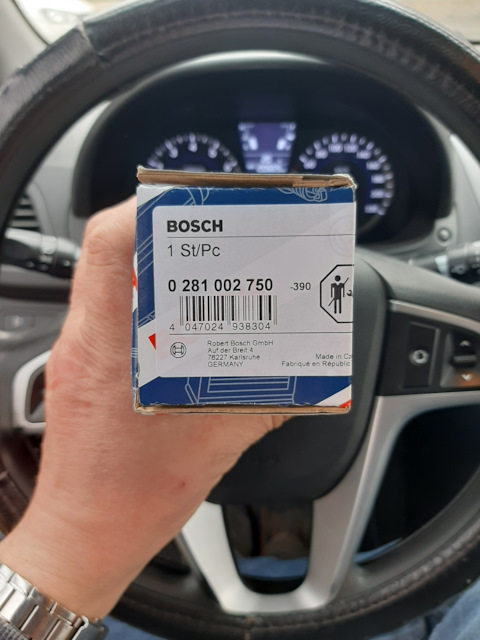 BOSCH
1 St/Pc
0 281 002 750 -390
4 047024 938304
Robert Bosch GmbH
Auf der Breit 4
76227 Karlsruhe
GERMANY
Made in
Fabriqué en